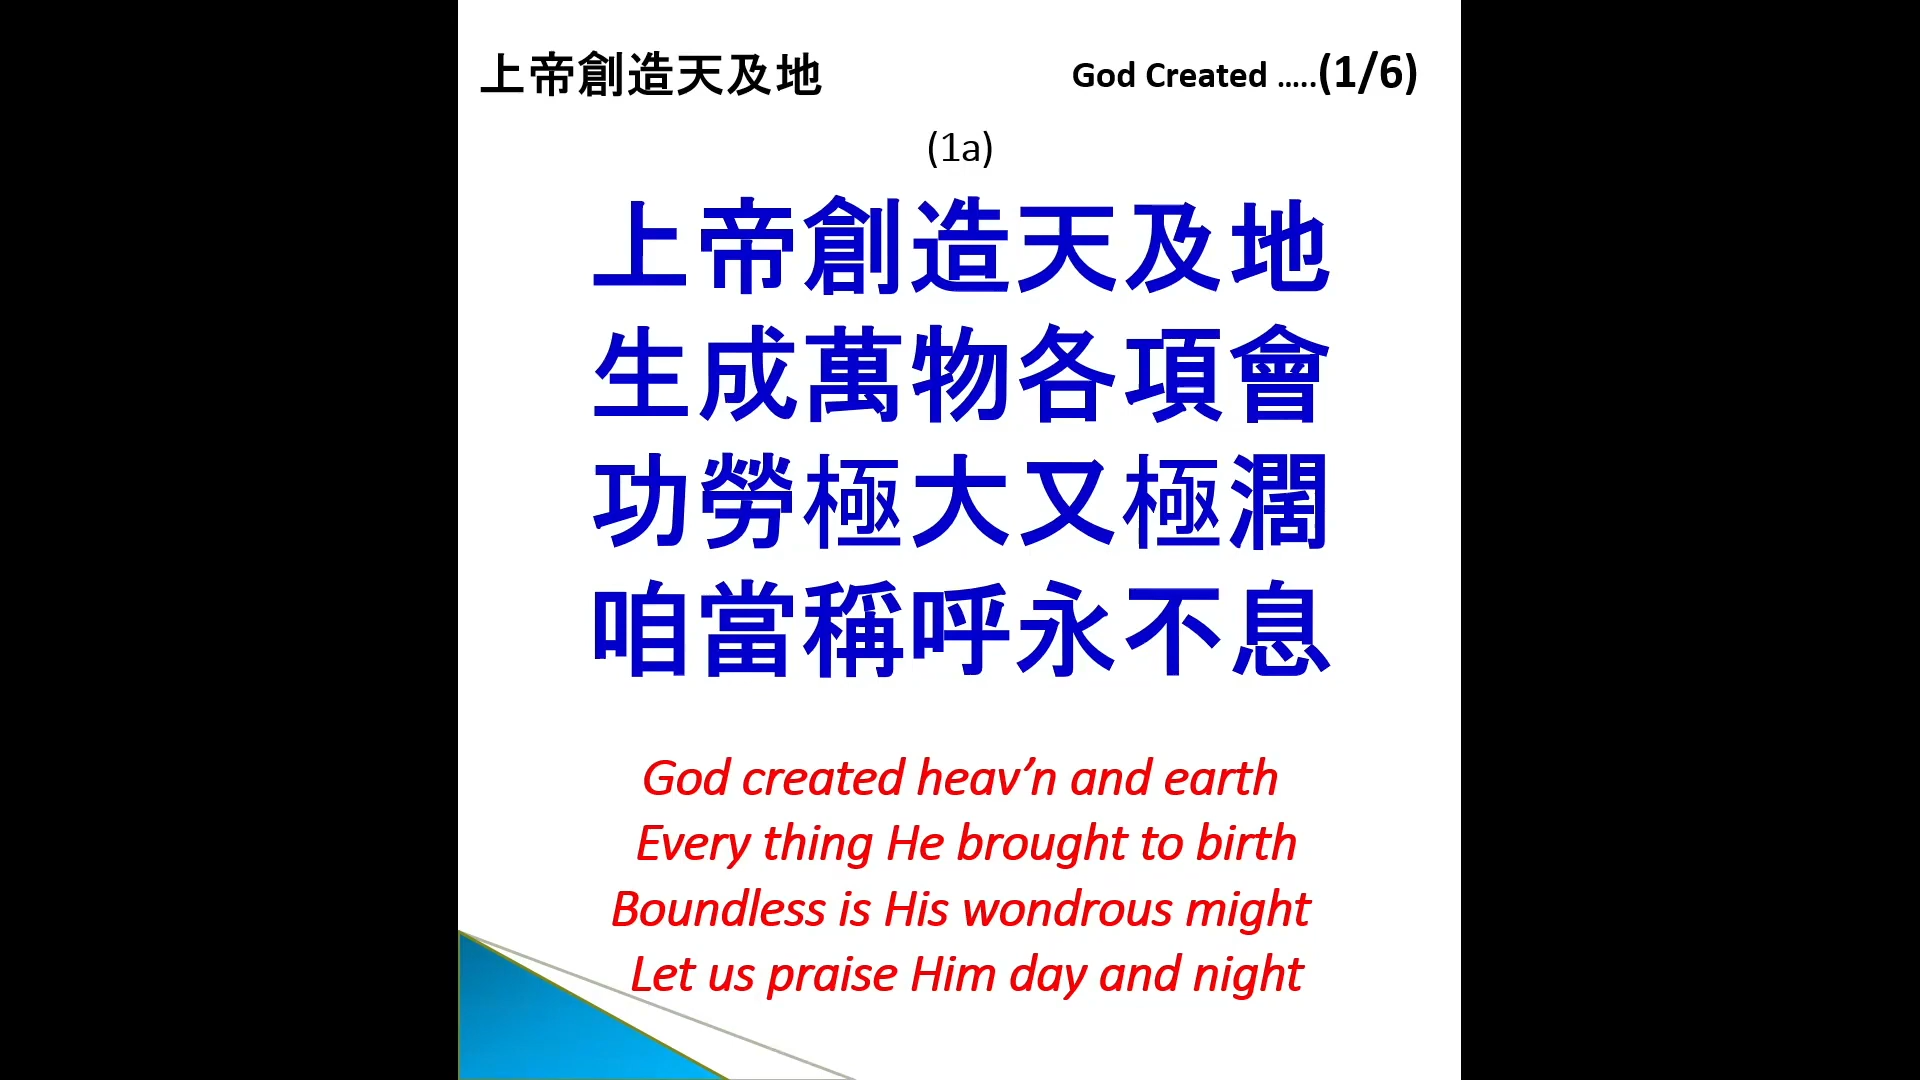 上帝創造天及地 God Created .....(1/6)
(1a)
上帝創造天及地
生成萬物各項會
功勞極大又極濶
咱當稱呼永不息
God created heav’n and earth
Every thing He brought to birth
Boundless is His wondrous might
Let us praise Him day and night